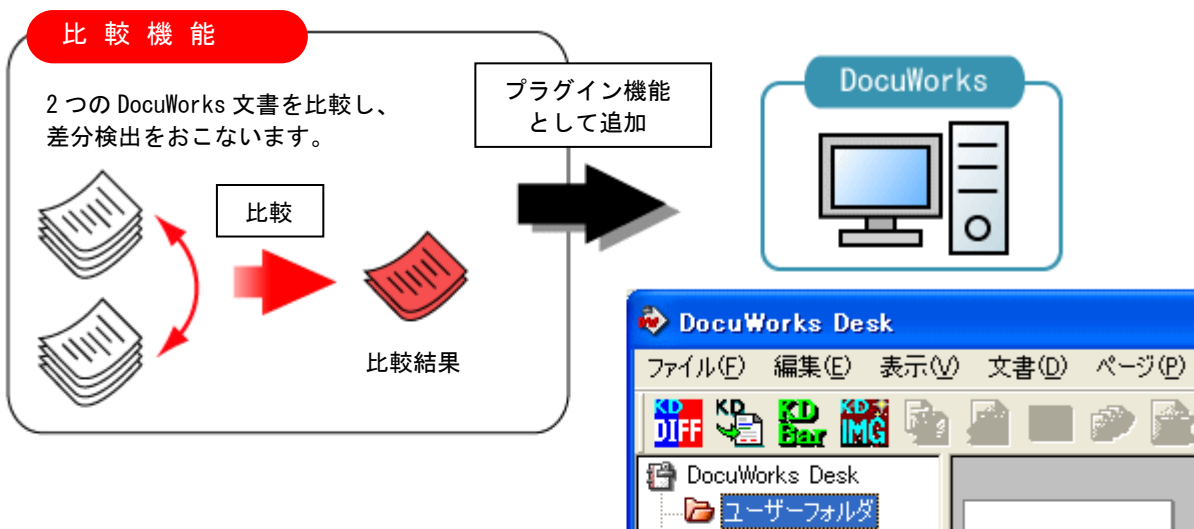 比較機能
2つのDocuWorks文書を比較し、
差分検出をおこないます。
比較
比較結果
プラグイン機能
として追加
DocuWorks
DocuWorks Desk
ファイル(F) 編集(E) 表示(V) 文書(D) ページ(P)
KD DIFF KD KD Bar KD IMG
DocuWorks Desk
ユーザーフォルダ